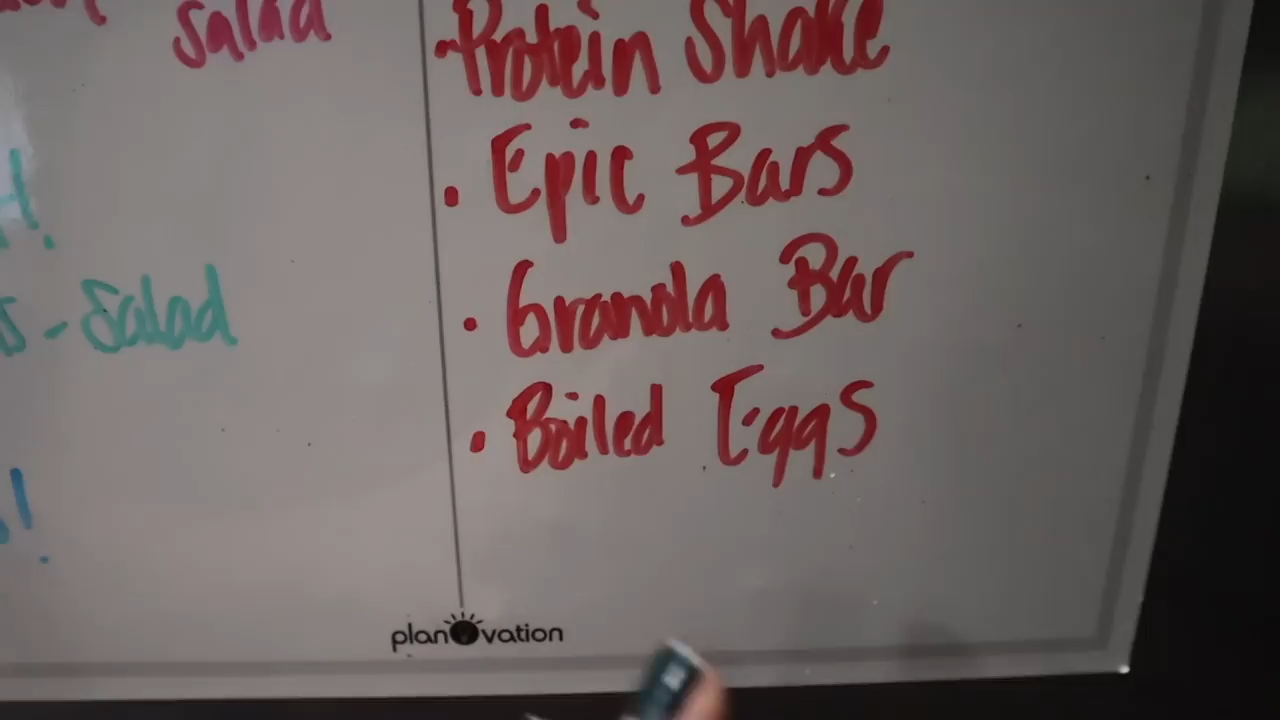 Salad
H!
s - Salad
!
• Protein Shake
• Epic Bars
• Granola Bar
• Boiled Eggs
planovation